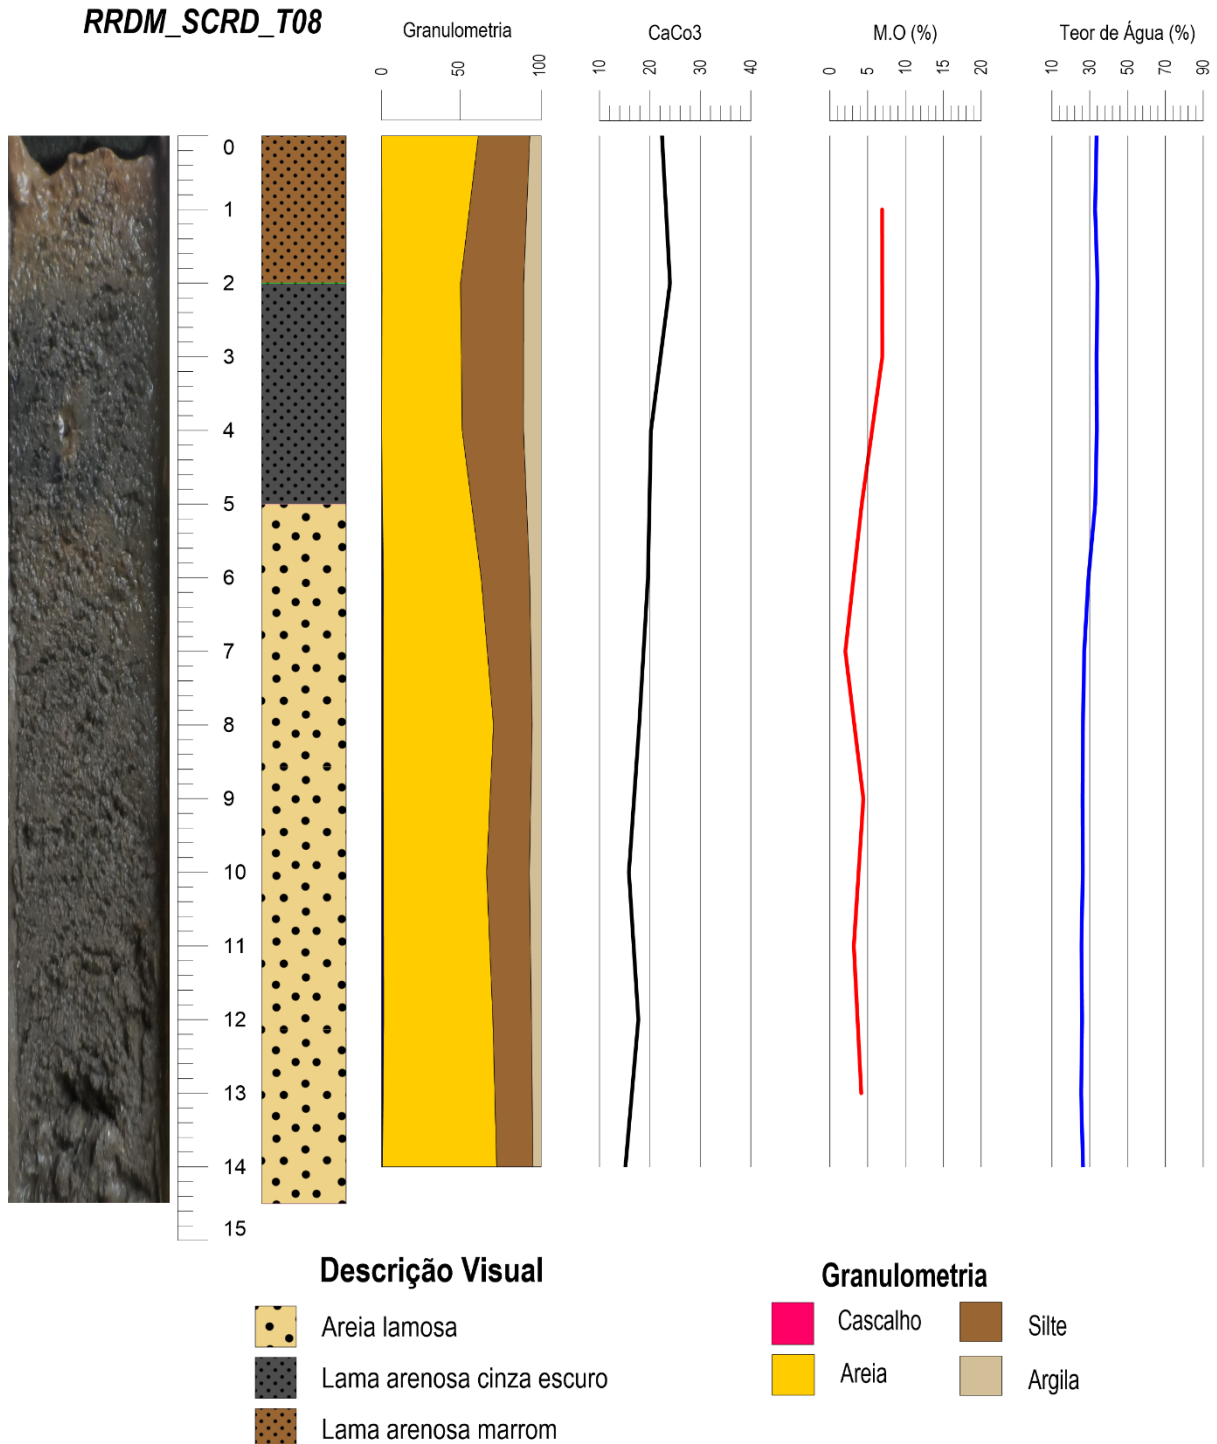 RRDM_SCRD_T08
Granulometria
CaCo3
M.O (%)
Teor de Água (%)
0 50 100
10 20 30 40
0 5 10 15 20
10 30 50 70 90
0
1
2
3
4
5
6
7
8
9
10
11
12
13
14
15
Descrição Visual
Areia lamosa
Lama arenosa cinza escuro
Lama arenosa marrom
Granulometria
Cascalho
Silte
Areia
Argila